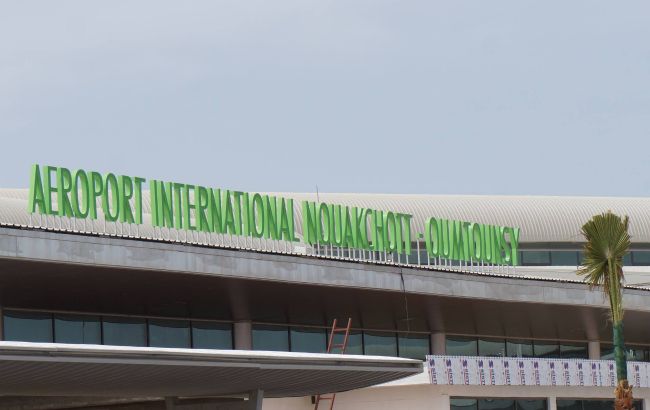 AEROPORT INTERNATIONAL NOUAKCHOTT - OUMTOUNSY